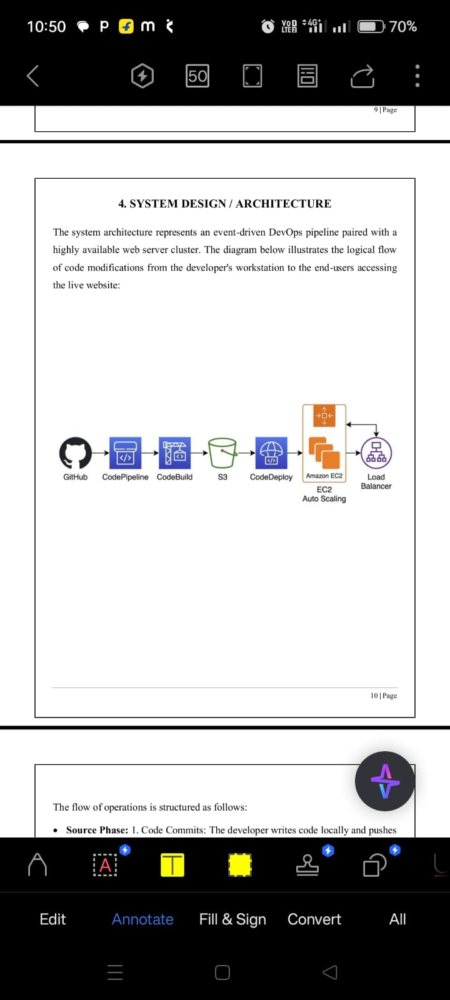 10:50
VoD LTE2
4G+
70%
50
9 | Page
4. SYSTEM DESIGN / ARCHITECTURE
The system architecture represents an event-driven DevOps pipeline paired with a
highly available web server cluster. The diagram below illustrates the logical flow
of code modifications from the developer's workstation to the end-users accessing
the live website:
GitHub
CodePipeline
CodeBuild
S3
CodeDeploy
Amazon EC2
EC2
Auto Scaling
Load
Balancer
10 | Page
The flow of operations is structured as follows:
• Source Phase: 1. Code Commits: The developer writes code locally and pushes
Edit
Annotate
Fill & Sign
Convert
All